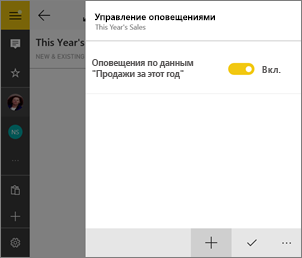 Управление оповещениями
This Year's Sales
This Year's
NEW & EXISTING
Оповещения по данным
"Продажи за этот год"
Вкл.
NS